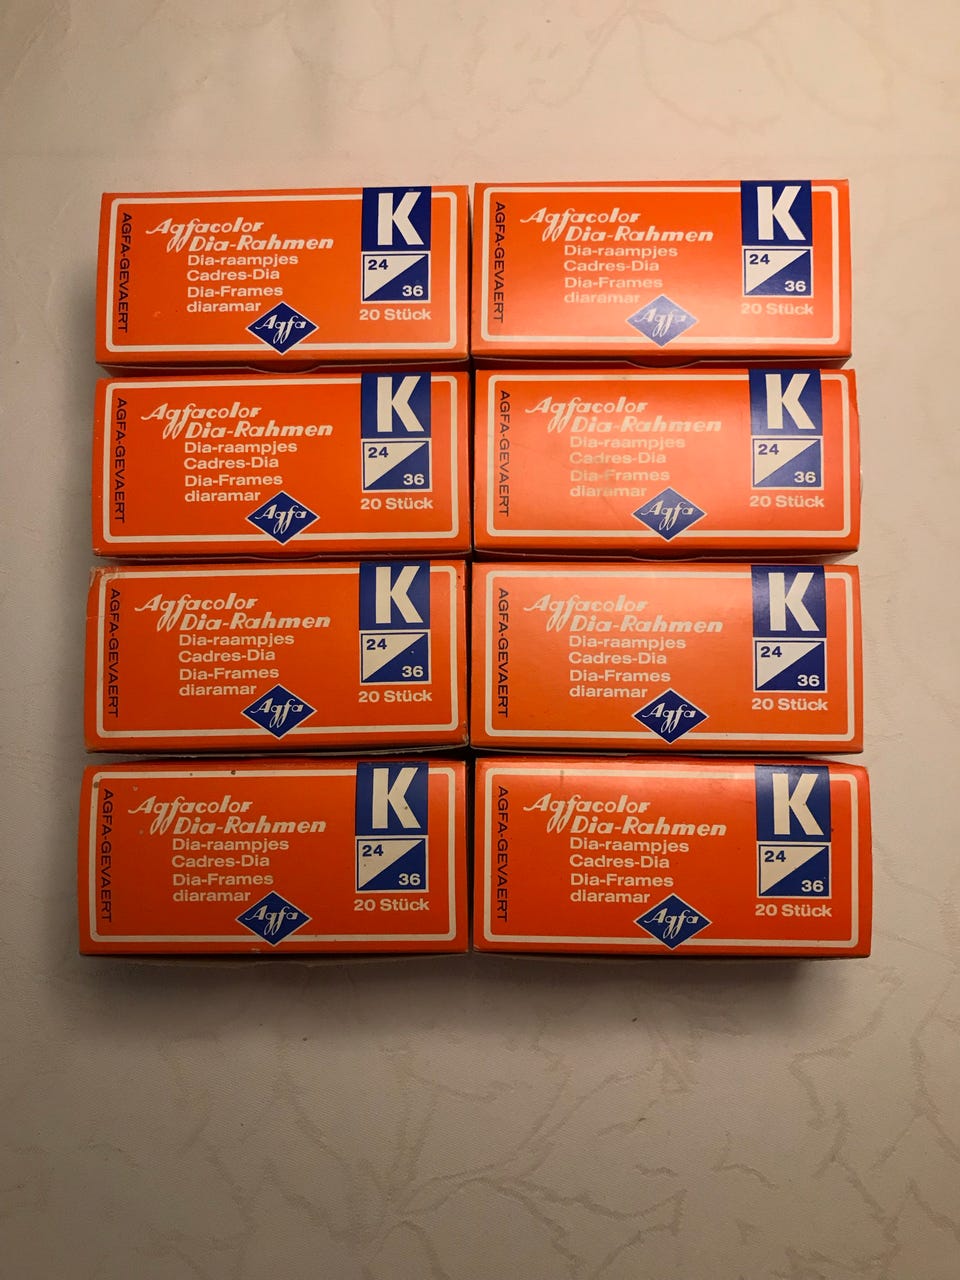 AGFA-GEVAERT
Agfacolor
Dia-Rahmen
Dia-raampjes
Cadres-Dia
Dia-Frames
diaramar
Agfa
K
24
36
20 Stück
AGFA-GEVAERT
Agfacolor
Dia-Rahmen
Dia-raampjes
Cadres-Dia
Dia-Frames
diaramar
Agfa
K
24
36
20 Stück
AGFA-GEVAERT
Agfacolor
Dia-Rahmen
Dia-raampjes
Cadres-Dia
Dia-Frames
diaramar
Agfa
K
24
36
20 Stück
AGFA-GEVAERT
Agfacolor
Dia-Rahmen
Dia-raampjes
Cadres-Dia
Dia-Frames
diaramar
Agfa
K
24
36
20 Stück
AGFA-GEVAERT
Agfacolor
Dia-Rahmen
Dia-raampjes
Cadres-Dia
Dia-Frames
diaramar
Agfa
K
24
36
20 Stück
AGFA-GEVAERT
Agfacolor
Dia-Rahmen
Dia-raampjes
Cadres-Dia
Dia-Frames
diaramar
Agfa
K
24
36
20 Stück
AGFA-GEVAERT
Agfacolor
Dia-Rahmen
Dia-raampjes
Cadres-Dia
Dia-Frames
diaramar
Agfa
K
24
36
20 Stück
AGFA-GEVAERT
Agfacolor
Dia-Rahmen
Dia-raampjes
Cadres-Dia
Dia-Frames
diaramar
Agfa
K
24
36
20 Stück